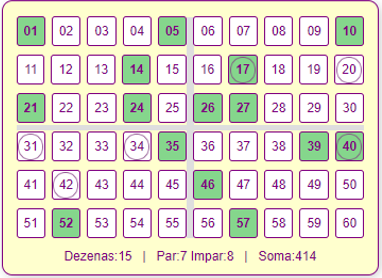 01 02 03 04 05 06 07 08 09 10
11 12 13 14 15 16 17 18 19 20
21 22 23 24 25 26 27 28 29 30
31 32 33 34 35 36 37 38 39 40
41 42 43 44 45 46 47 48 49 50
51 52 53 54 55 56 57 58 59 60
Dezenas:15 | Par:7 Impar:8 | Soma:414